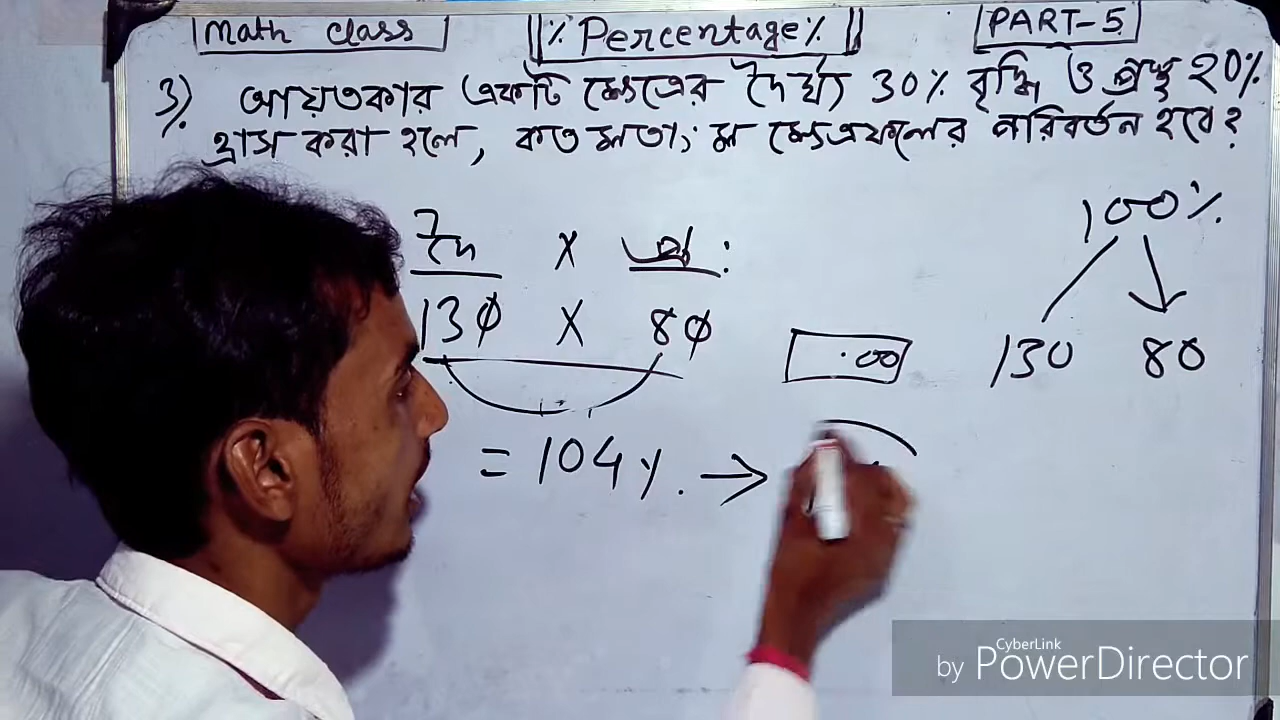 Math class
% Percentage %
PART-5
3). আয়তকার একটি ক্ষেত্রের দৈর্ঘ্য 30% বৃদ্ধি ও প্রস্থ 20%
হ্রাস করা হলে, কত শতাংশ ক্ষেত্রফলের পরিবর্তন হবে?
দৈ X প্র:
130 X 80
.00
= 104% →
100%
130 80
CyberLink
by PowerDirector